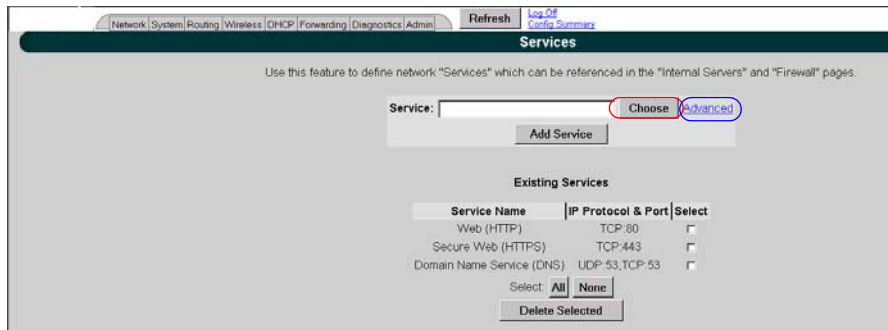 Network System Routing Wireless DHCP Forwarding Diagnostics Admin Refresh Log Off
Config Summary
Services
Use this feature to define network "Services" which can be referenced in the "Internal Servers" and "Firewall" pages.
Service: Choose Advanced
Add Service
Existing Services
Service Name IP Protocol & Port Select
Web (HTTP) TCP:80
Secure Web (HTTPS) TCP:443
Domain Name Service (DNS) UDP:53,TCP:53
Select: All None
Delete Selected